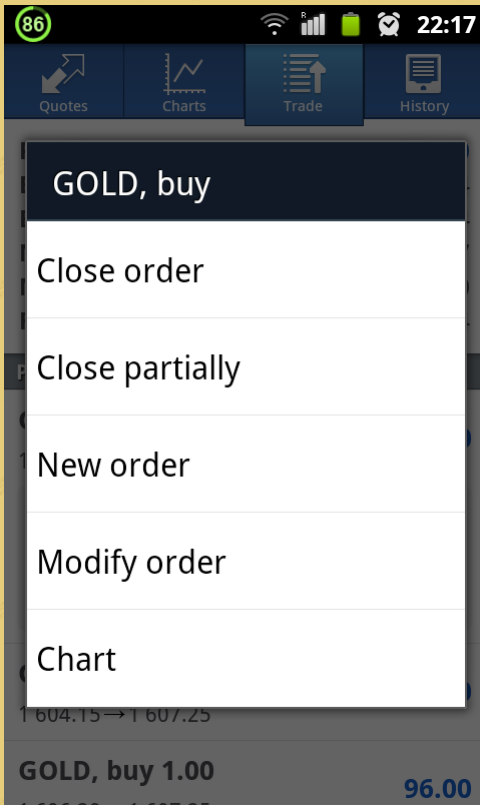 86
R
22:17
Quotes
Charts
Trade
History
GOLD, buy
Close order
Close partially
New order
Modify order
Chart
1 604.15→1 607.25
GOLD, buy 1.00
96.00